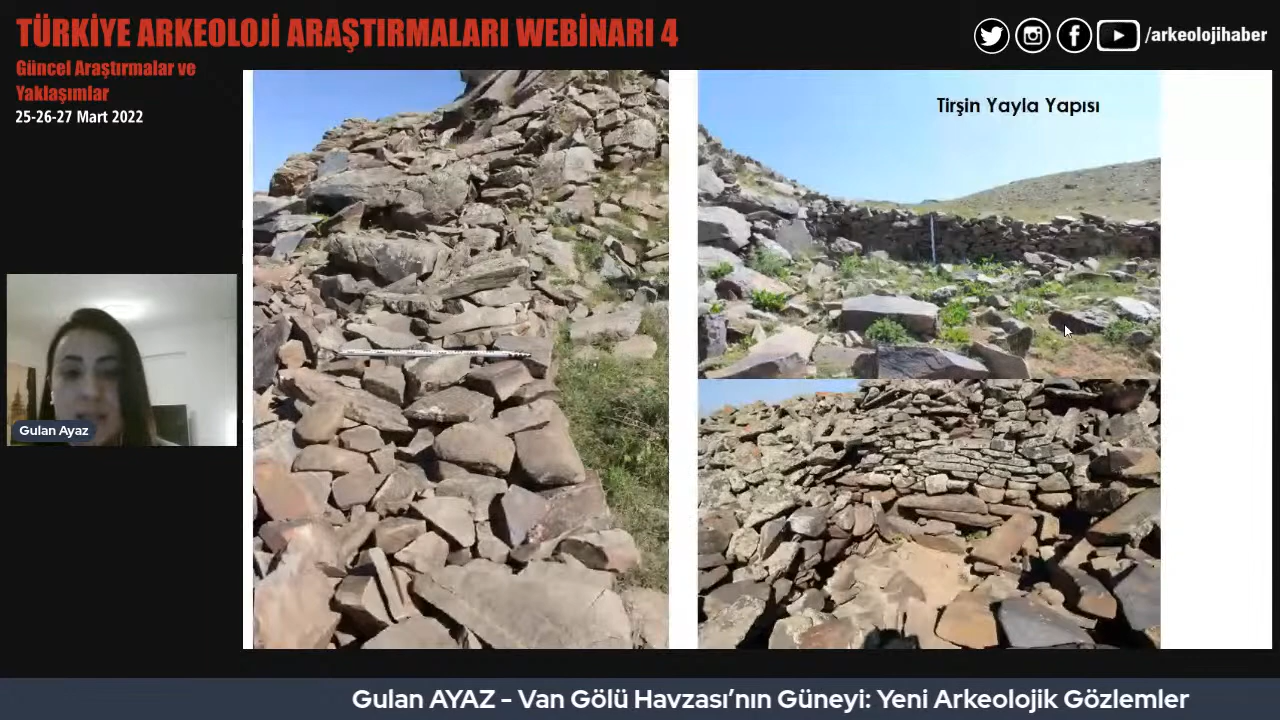 TÜRKİYE ARKEOLOJİ ARAŞTIRMALARI WEBİNARI 4
Güncel Araştırmalar ve
Yaklaşımlar
25-26-27 Mart 2022
/arkeolojihaber
Tirşin Yayla Yapısı
Gulan Ayaz
Gulan AYAZ – Van Gölü Havzası’nın Güneyi: Yeni Arkeolojik Gözlemler